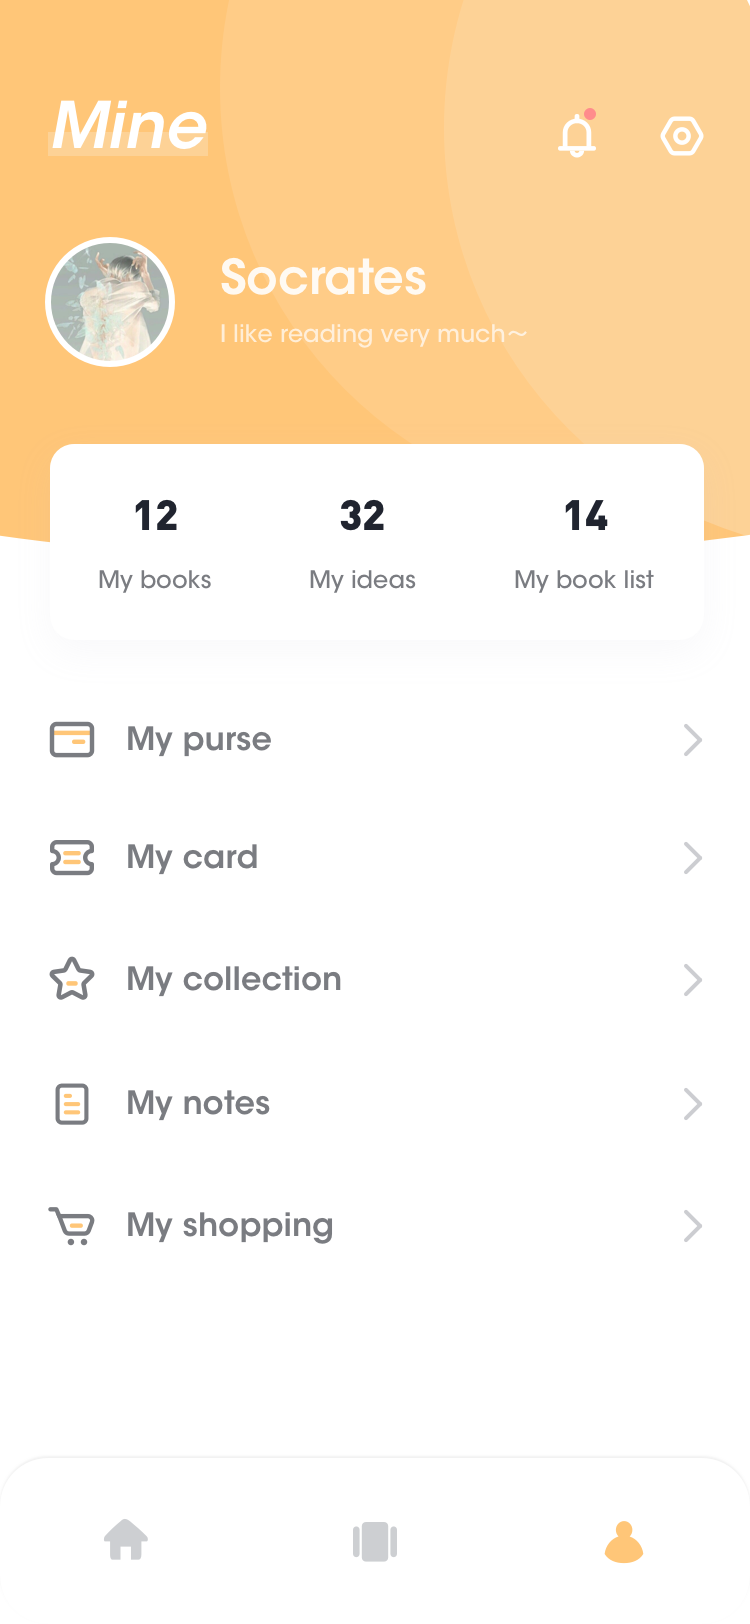 Mine
Socrates
I like reading very much～
12
32
14
My books
My ideas
My book list
My purse
My card
My collection
My notes
My shopping